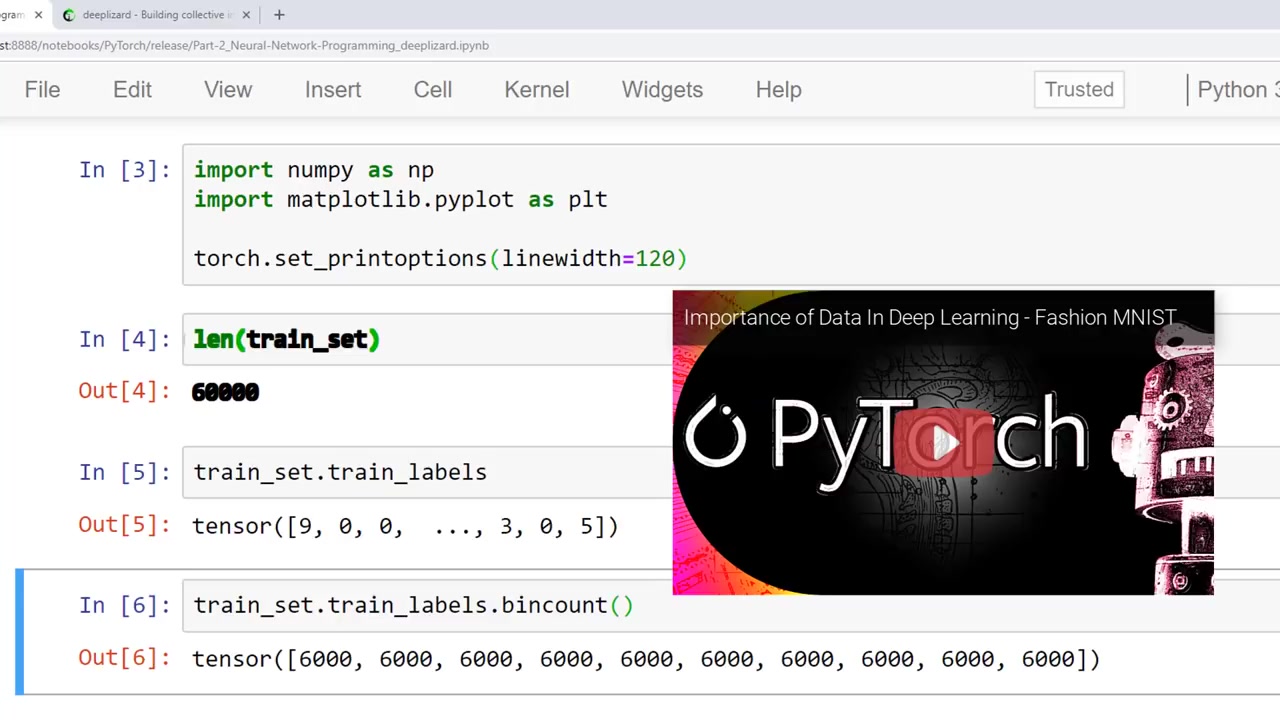 gram
deeplizard - Building collective in
st:8888/notebooks/PyTorch/release/Part-2_Neural-Network-Programming_deeplizard.ipynb
File Edit View Insert Cell Kernel Widgets Help Trusted Python 3
In [3]: import numpy as np
import matplotlib.pyplot as plt
torch.set_printoptions(linewidth=120)
In [4]: len(train_set)
Out[4]: 60000
Importance of Data In Deep Learning - Fashion MNIST
PyTorch
In [5]: train_set.train_labels
Out[5]: tensor([9, 0, 0, ..., 3, 0, 5])
In [6]: train_set.train_labels.bincount()
Out[6]: tensor([6000, 6000, 6000, 6000, 6000, 6000, 6000, 6000, 6000, 6000])